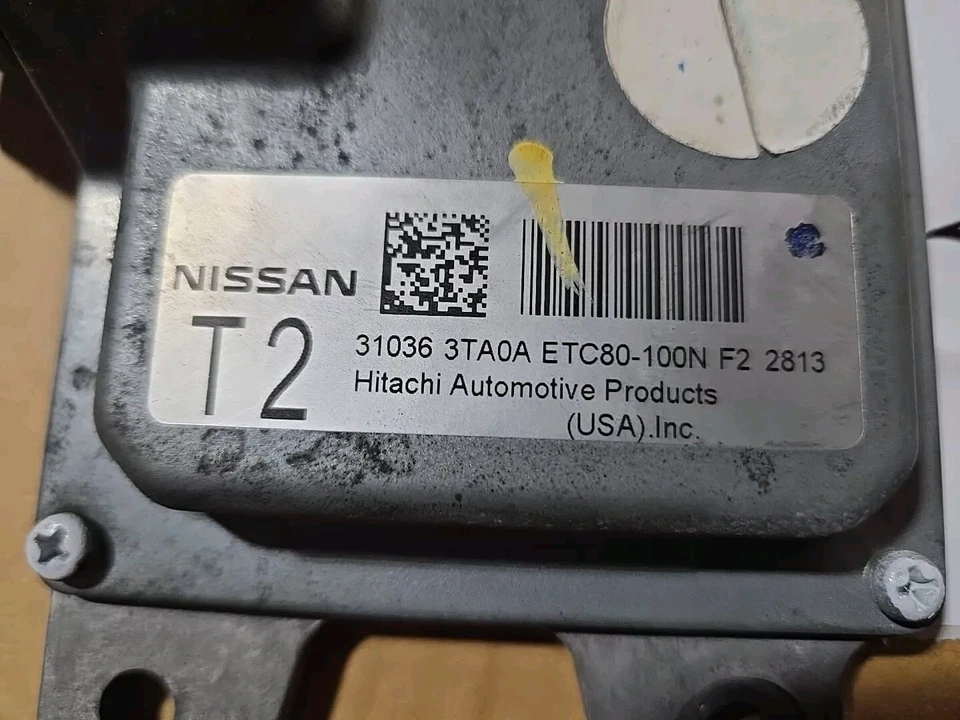 NISSAN
T2
31036 3TA0A ETC80-100N F2 2813
Hitachi Automotive Products
(USA).Inc.